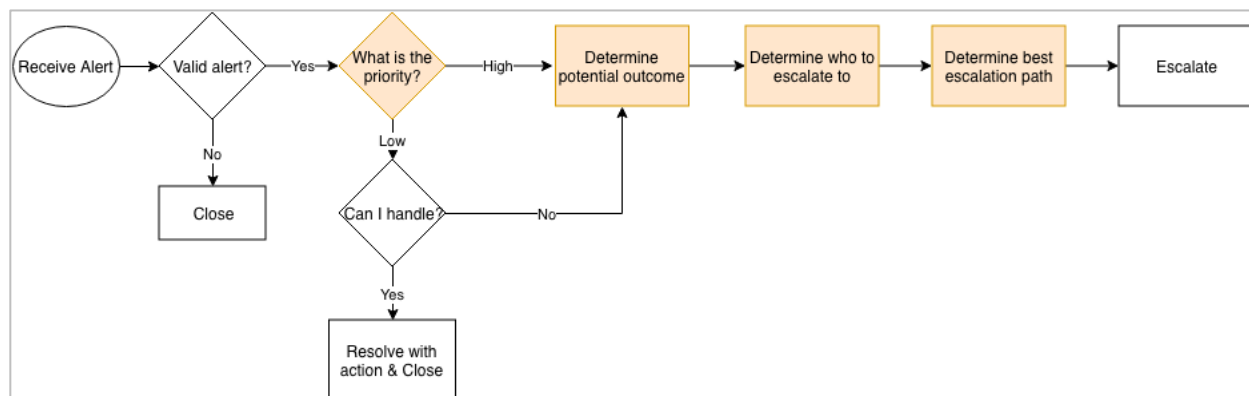 Receive Alert
Valid alert?
Yes
What is the
priority?
High
Determine
potential outcome
Determine who to
escalate to
Determine best
escalation path
Escalate
No
Low
Close
Can I handle?
No
Yes
Resolve with
action & Close